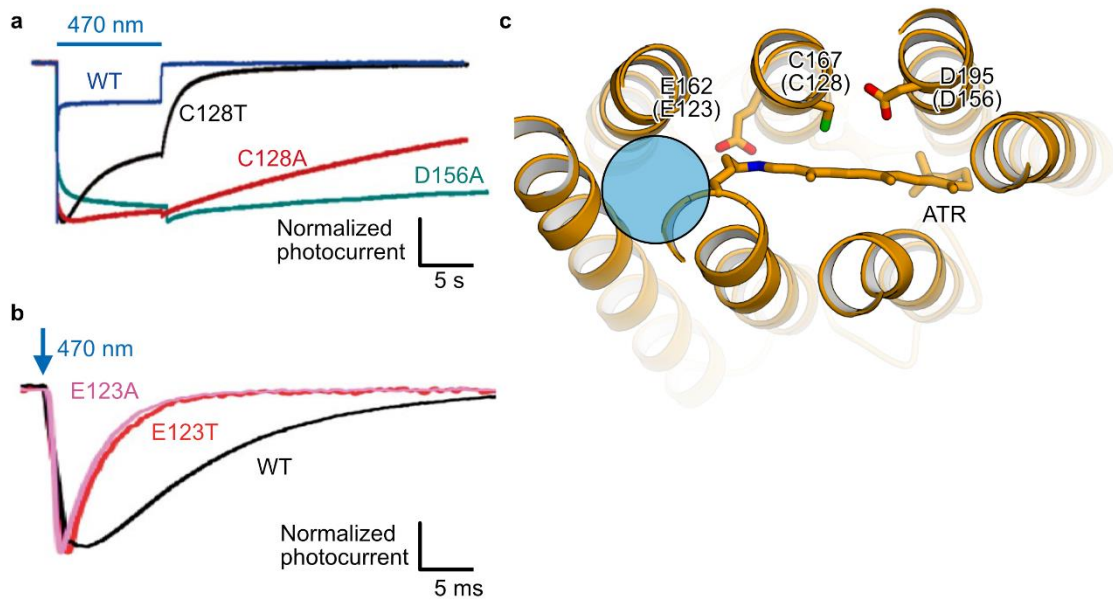 a
470 nm
WT
C128T
C128A
D156A
Normalized
photocurrent
5 s
b
470 nm
E123A
E123T
WT
Normalized
photocurrent
5 ms
c
E162
(E123)
C167
(C128)
D195
(D156)
ATR